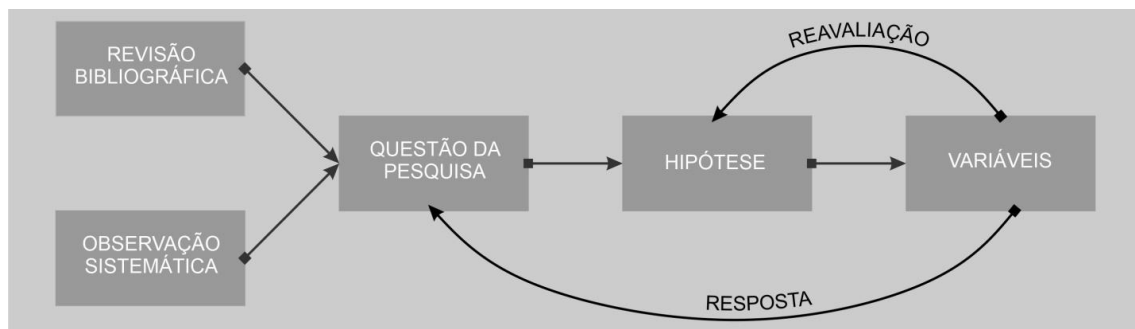 REVISÃO
BIBLIOGRÁFICA
OBSERVAÇÃO
SISTEMÁTICA
QUESTÃO DA
PESQUISA
HIPÓTESE
VARIÁVEIS
REAVALIAÇÃO
RESPOSTA